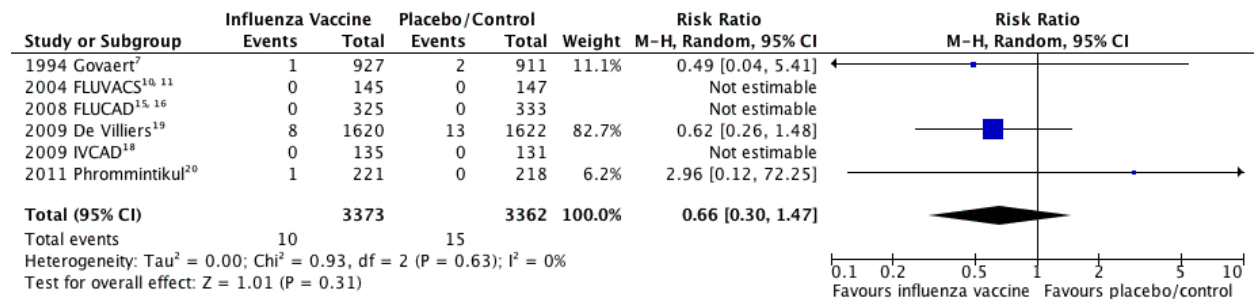 Influenza Vaccine Placebo/Control Risk Ratio Risk Ratio
Study or Subgroup Events Total Events Total Weight M-H, Random, 95% CI M-H, Random, 95% CI
1994 Govaert⁷ 1 927 2 911 11.1% 0.49 [0.04, 5.41]
2004 FLUVACS¹⁰, ¹¹ 0 145 0 147 Not estimable
2008 FLUCAD¹⁵, ¹⁶ 0 325 0 333 Not estimable
2009 De Villiers¹⁹ 8 1620 13 1622 82.7% 0.62 [0.26, 1.48]
2009 IVCAD¹⁸ 0 135 0 131 Not estimable
2011 Phrommintikul²⁰ 1 221 0 218 6.2% 2.96 [0.12, 72.25]
Total (95% CI) 3373 3362 100.0% 0.66 [0.30, 1.47]
Total events 10 15
Heterogeneity: Tau² = 0.00; Chi² = 0.93, df = 2 (P = 0.63); I² = 0%
Test for overall effect: Z = 1.01 (P = 0.31)
0.1 0.2 0.5 1 2 5 10
Favours influenza vaccine Favours placebo/control